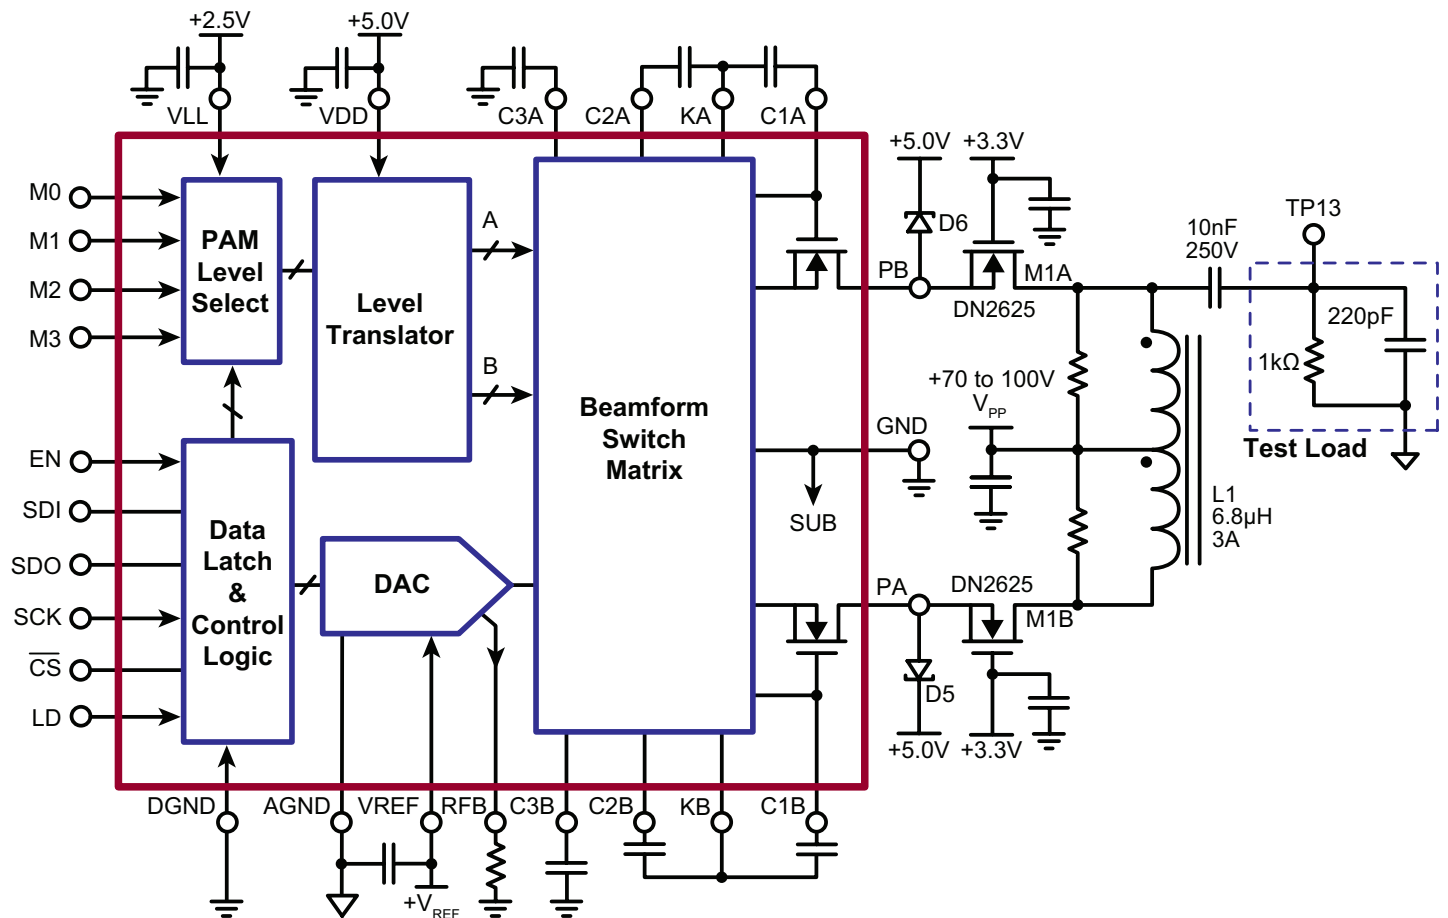 +2.5V
+5.0V
VLL
VDD
C3A
C2A
KA
C1A
+5.0V
+3.3V
M0
M1
M2
M3
PAM
Level
Select
Level
Translator
A
B
Beamform
Switch
Matrix
D6
PB
M1A
DN2625
10nF
250V
TP13
220pF
1kΩ
Test Load
+70 to 100V
VPP
GND
SUB
L1
6.8µH
3A
EN
SDI
SDO
SCK
CS
LD
Data
Latch
&
Control
Logic
DAC
PA
DN2625
M1B
D5
+5.0V
+3.3V
DGND
AGND
VREF
RFB
C3B
C2B
KB
C1B
+VREF